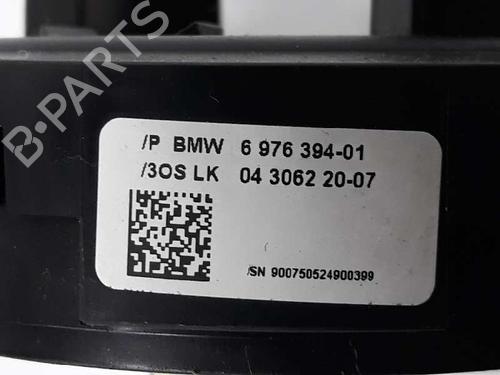 /P BMW 6 976 394-01
/3OS LK 04 3062 20-07
/SN 900750524900399
B-PARTS